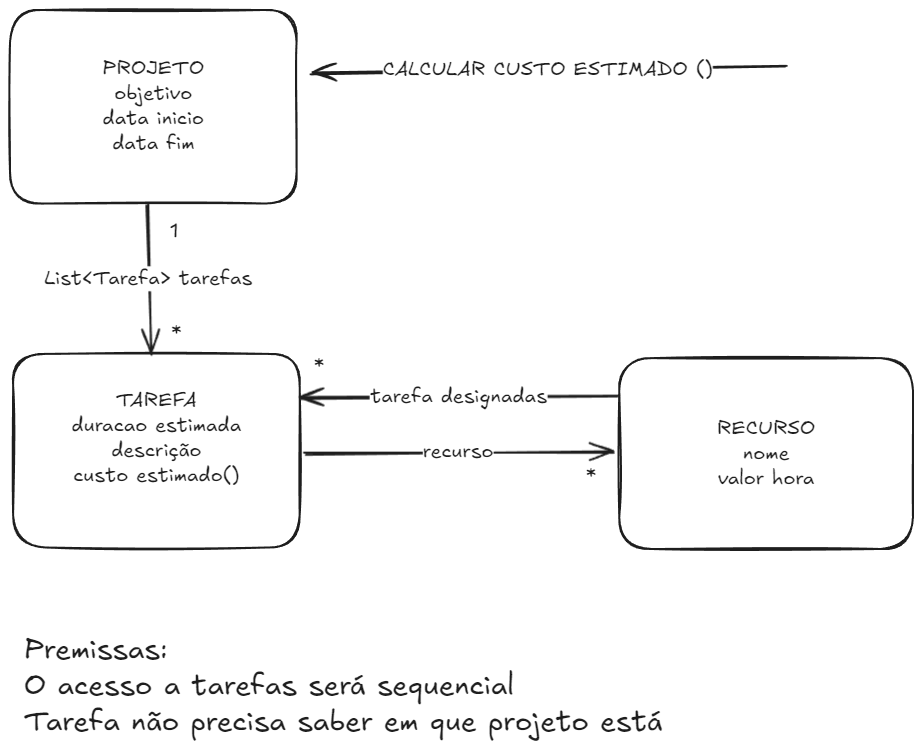 PROJETO
objetivo
data inicio
data fim
CALCULAR CUSTO ESTIMADO ()
1
List<Tarefa> tarefas
*
TAREFA
duracao estimada
descrição
custo estimado()
*
tarefa designadas
recurso
*
RECURSO
nome
valor hora
Premissas:
O acesso a tarefas será sequencial
Tarefa não precisa saber em que projeto está